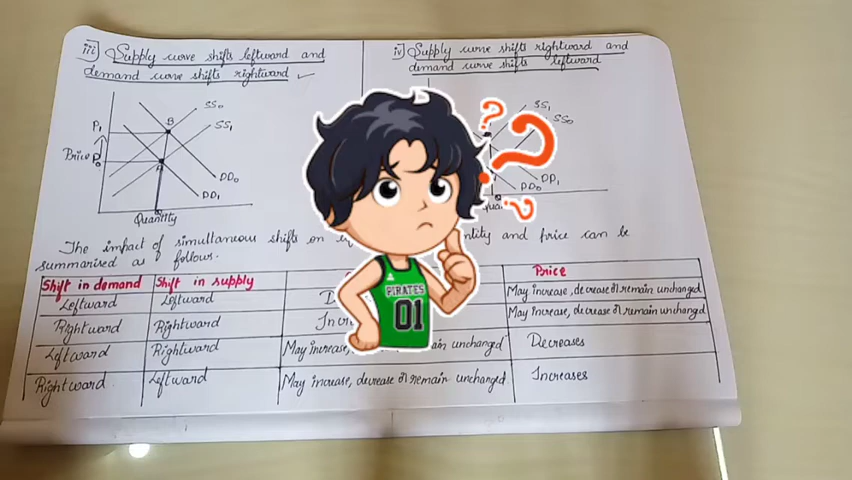 iii) Supply curve shifts leftward and
demand curve shifts rightward
P1
Price
B
SS0
SS1
A
DD0
DD1
Quantity
iv) Supply curve shifts rightward and
demand curve shifts leftward
SS1
SS0
DD1
DD0
The impact of simultaneous shifts on
and price can be
summarised as follows.
Shift in demand Shift in supply Price
Leftward Leftward May increase, decrease or remain unchanged
Rightward Rightward May increase, decrease or remain unchanged
Leftward Rightward May increase, unchanged Decreases
Rightward Leftward May increase, decrease or remain unchanged Increases
PIRATES
01
? ? ?